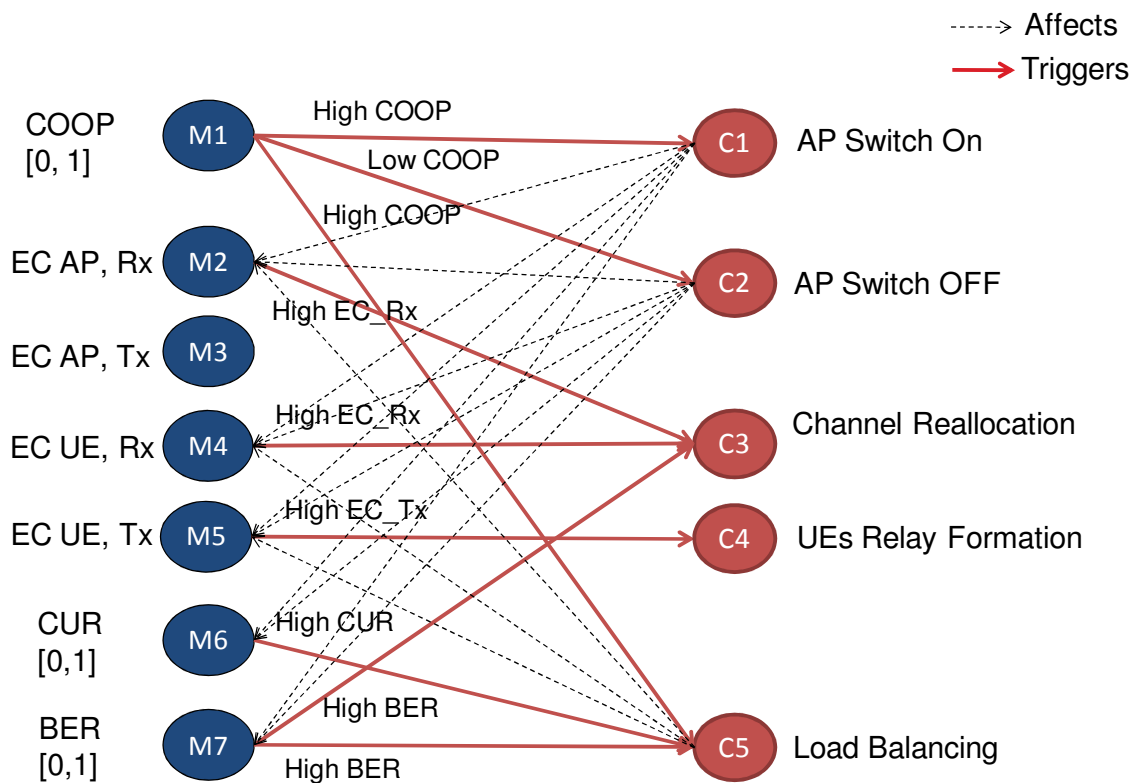 Affects
Triggers
COOP
[0, 1]
M1
High COOP
C1
AP Switch On
Low COOP
High COOP
EC AP, Rx
M2
C2
AP Switch OFF
High EC_Rx
EC AP, Tx
M3
High EC_Rx
EC UE, Rx
M4
C3
Channel Reallocation
High EC_Tx
EC UE, Tx
M5
C4
UEs Relay Formation
CUR
[0,1]
M6
High CUR
High BER
BER
[0,1]
M7
High BER
C5
Load Balancing